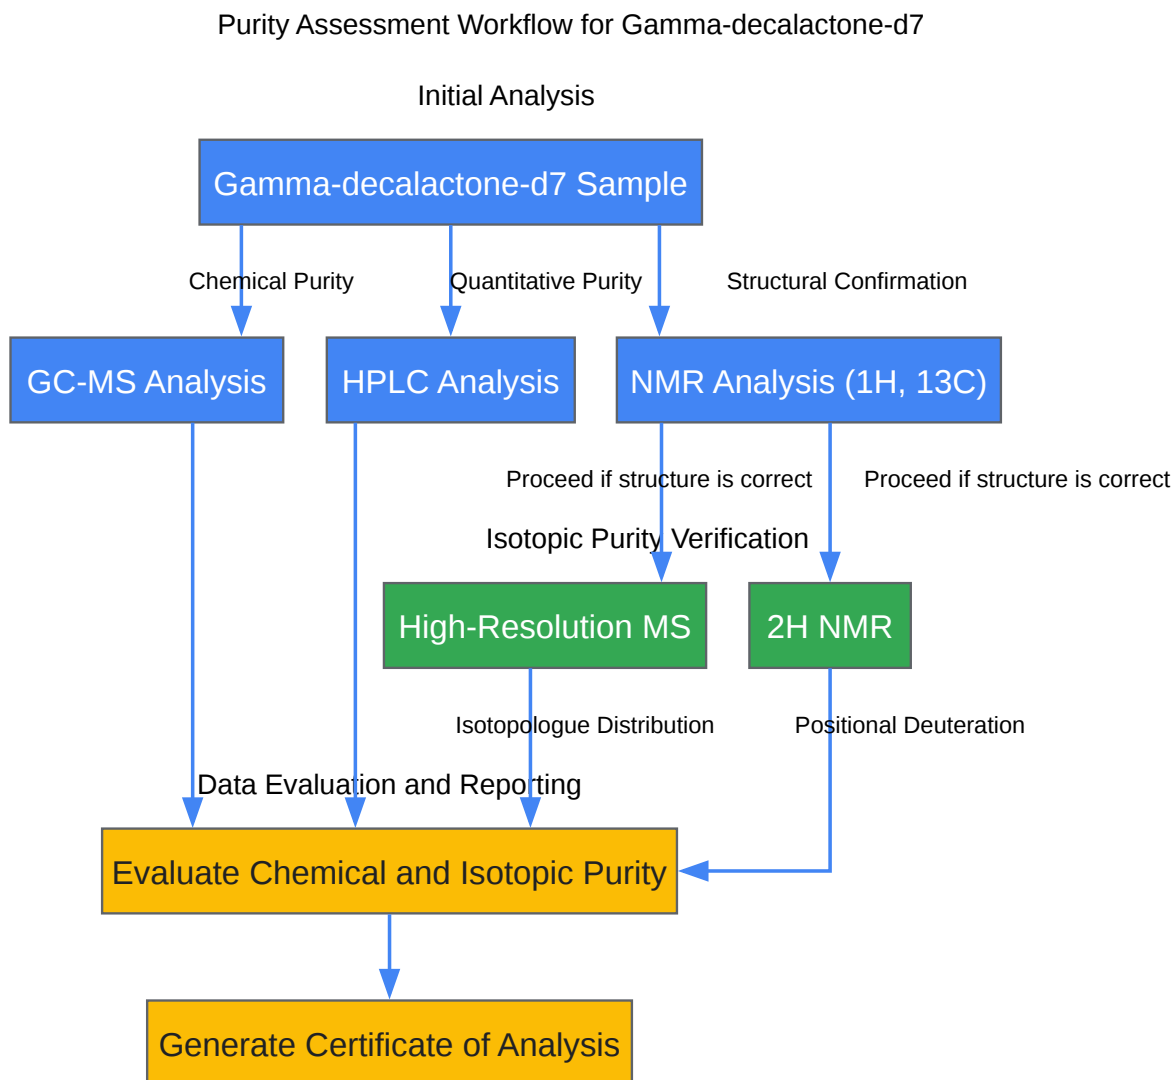 Purity Assessment Workflow for Gamma-decalactone-d7
Initial Analysis
Gamma-decalactone-d7 Sample
Chemical Purity
Quantitative Purity
Structural Confirmation
GC-MS Analysis
HPLC Analysis
NMR Analysis (1H, 13C)
Proceed if structure is correct
Proceed if structure is correct
Isotopic Purity Verification
High-Resolution MS
2H NMR
Isotopologue Distribution
Positional Deuteration
Data Evaluation and Reporting
Evaluate Chemical and Isotopic Purity
Generate Certificate of Analysis